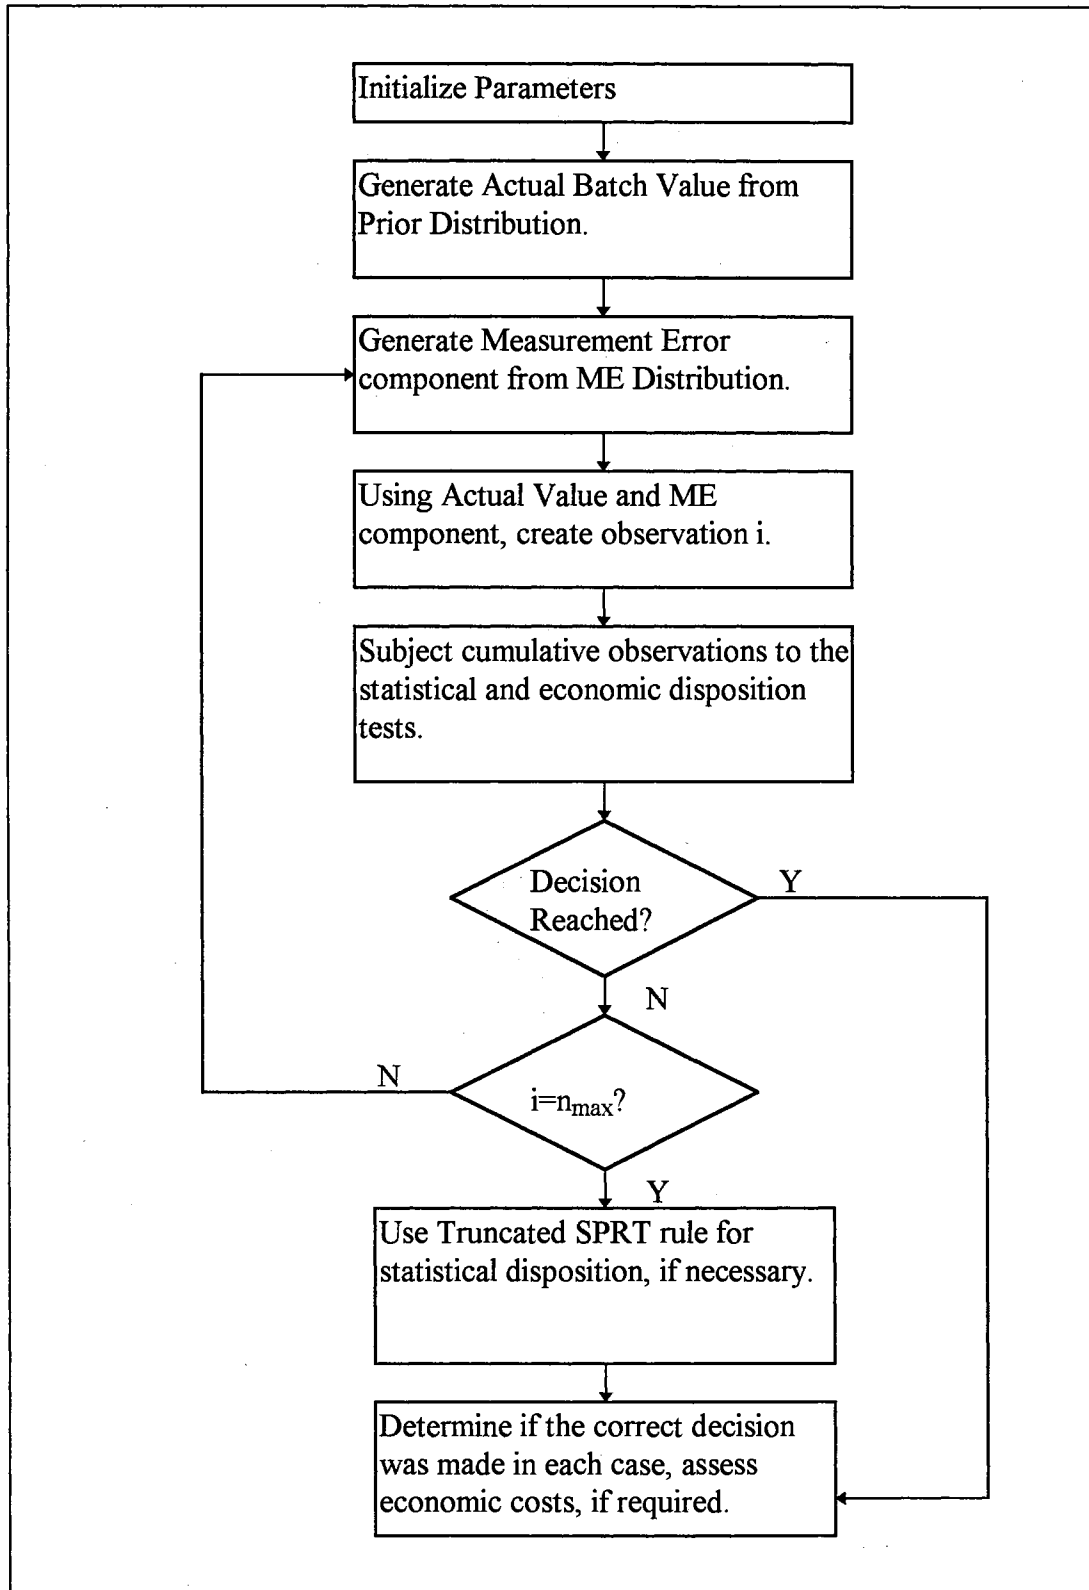 Initialize Parameters
Generate Actual Batch Value from
Prior Distribution.
Generate Measurement Error
component from ME Distribution.
Using Actual Value and ME
component, create observation i.
Subject cumulative observations to the
statistical and economic disposition
tests.
Decision
Reached?
Y
N
i=nmax?
N
Y
Use Truncated SPRT rule for
statistical disposition, if necessary.
Determine if the correct decision
was made in each case, assess
economic costs, if required.